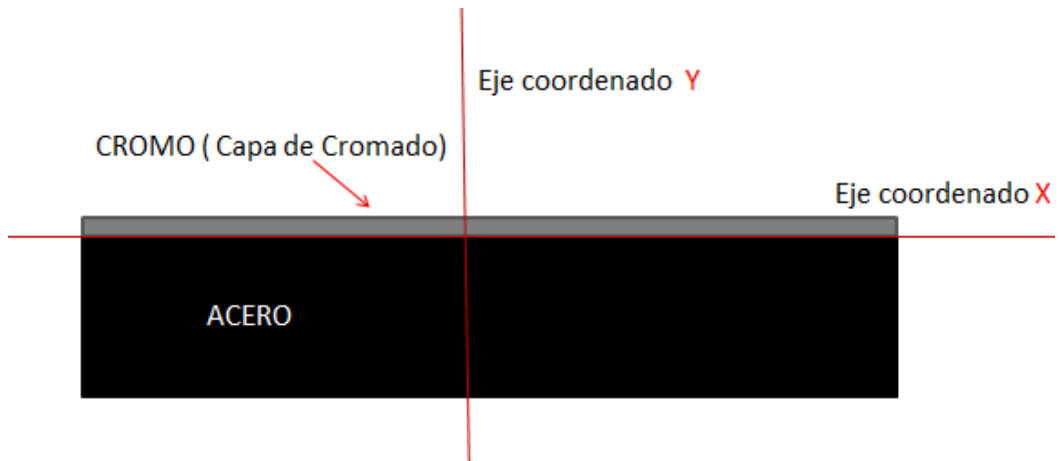 Eje coordenado Y
CROMO ( Capa de Cromado)
Eje coordenado X
ACERO